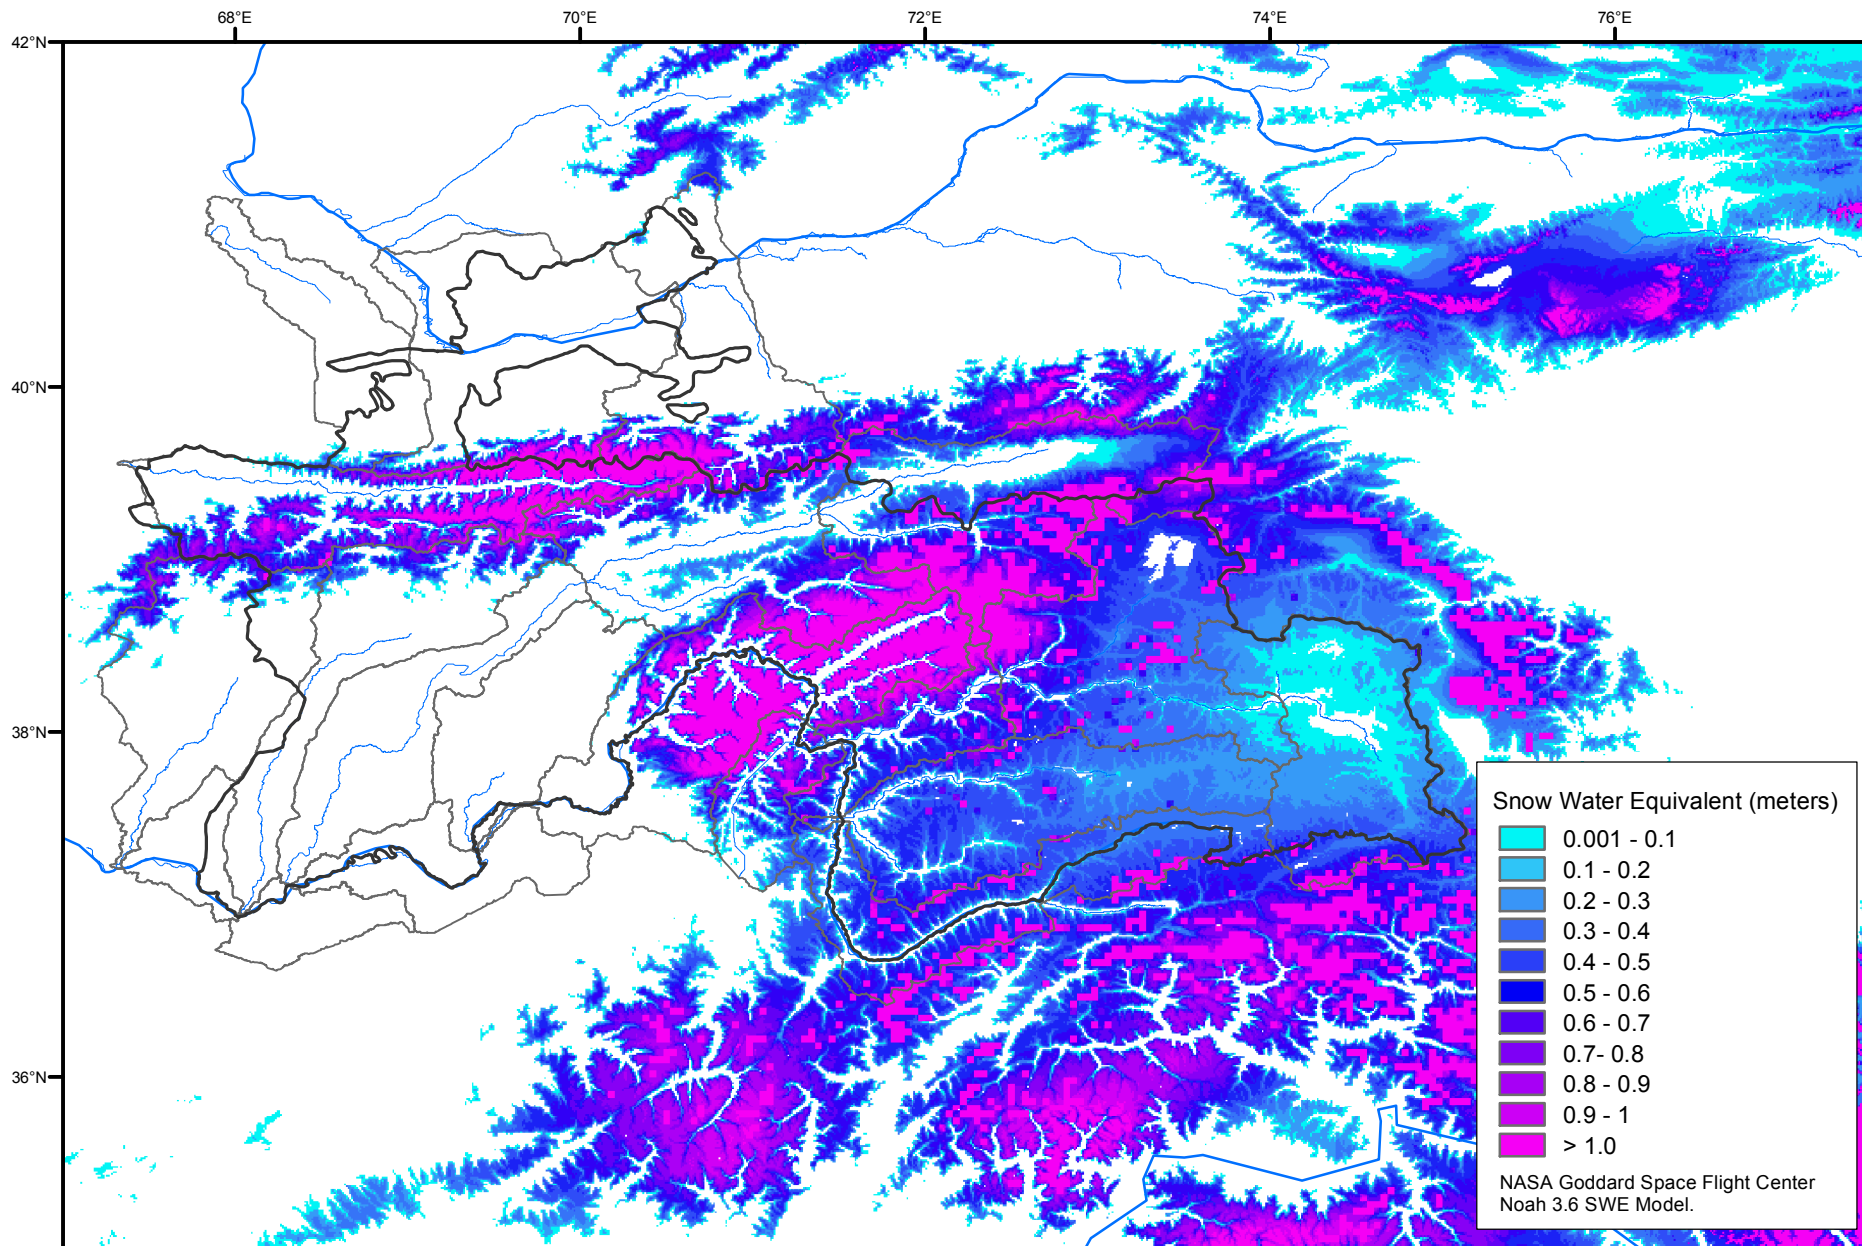 68°E
70°E
72°E
74°E
76°E
42°N
40°N
38°N
36°N
Snow Water Equivalent (meters)
0.001 - 0.1
0.1 - 0.2
0.2 - 0.3
0.3 - 0.4
0.4 - 0.5
0.5 - 0.6
0.6 - 0.7
0.7- 0.8
0.8 - 0.9
0.9 - 1
> 1.0
NASA Goddard Space Flight Center
Noah 3.6 SWE Model.